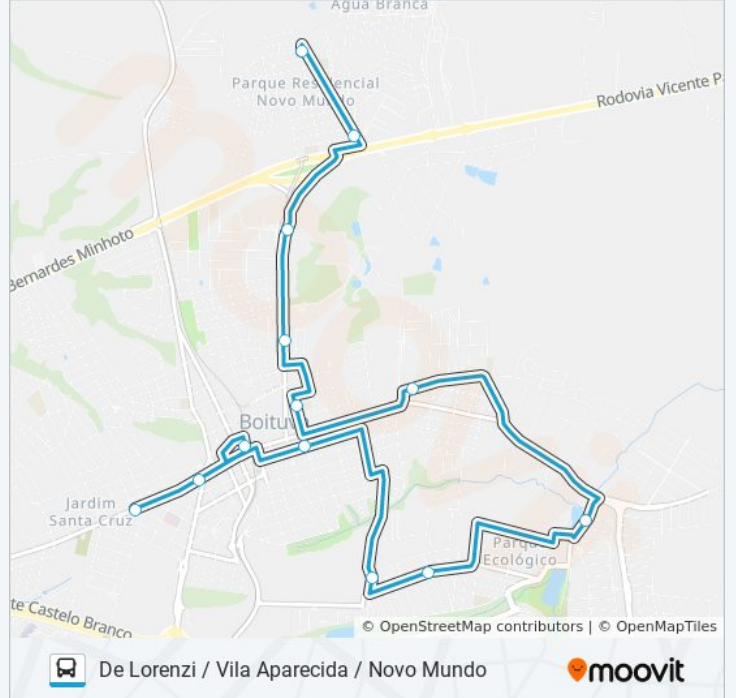 Água Branca
Parque Residencial
Novo Mundo
Rodovia Vicente P
Bernardes Minhoto
Boituv
Jardim
Santa Cruz
Parque
Ecológico
te Castelo Branco
© OpenStreetMap contributors | © OpenMapTiles
De Lorenzi / Vila Aparecida / Novo Mundo
moovit